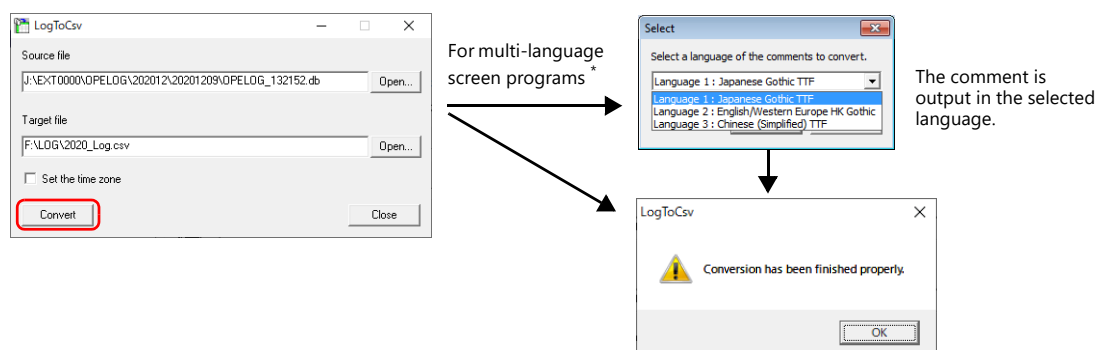 LogToCsv
Source file
J:\EXT0000\OPELOG\202012\20201209\OPELOG_132152.db
Open...
Target file
F:\LOG\2020_Log.csv
Open...
Set the time zone
Convert
Close
For multi-language
screen programs *
Select
Select a language of the comments to convert.
Language 1 : Japanese Gothic TTF
Language 1 : Japanese Gothic TTF
Language 2 : English/Western Europe HK Gothic
Language 3 : Chinese (Simplified) TTF
The comment is
output in the selected
language.
LogToCsv
Conversion has been finished properly.
OK